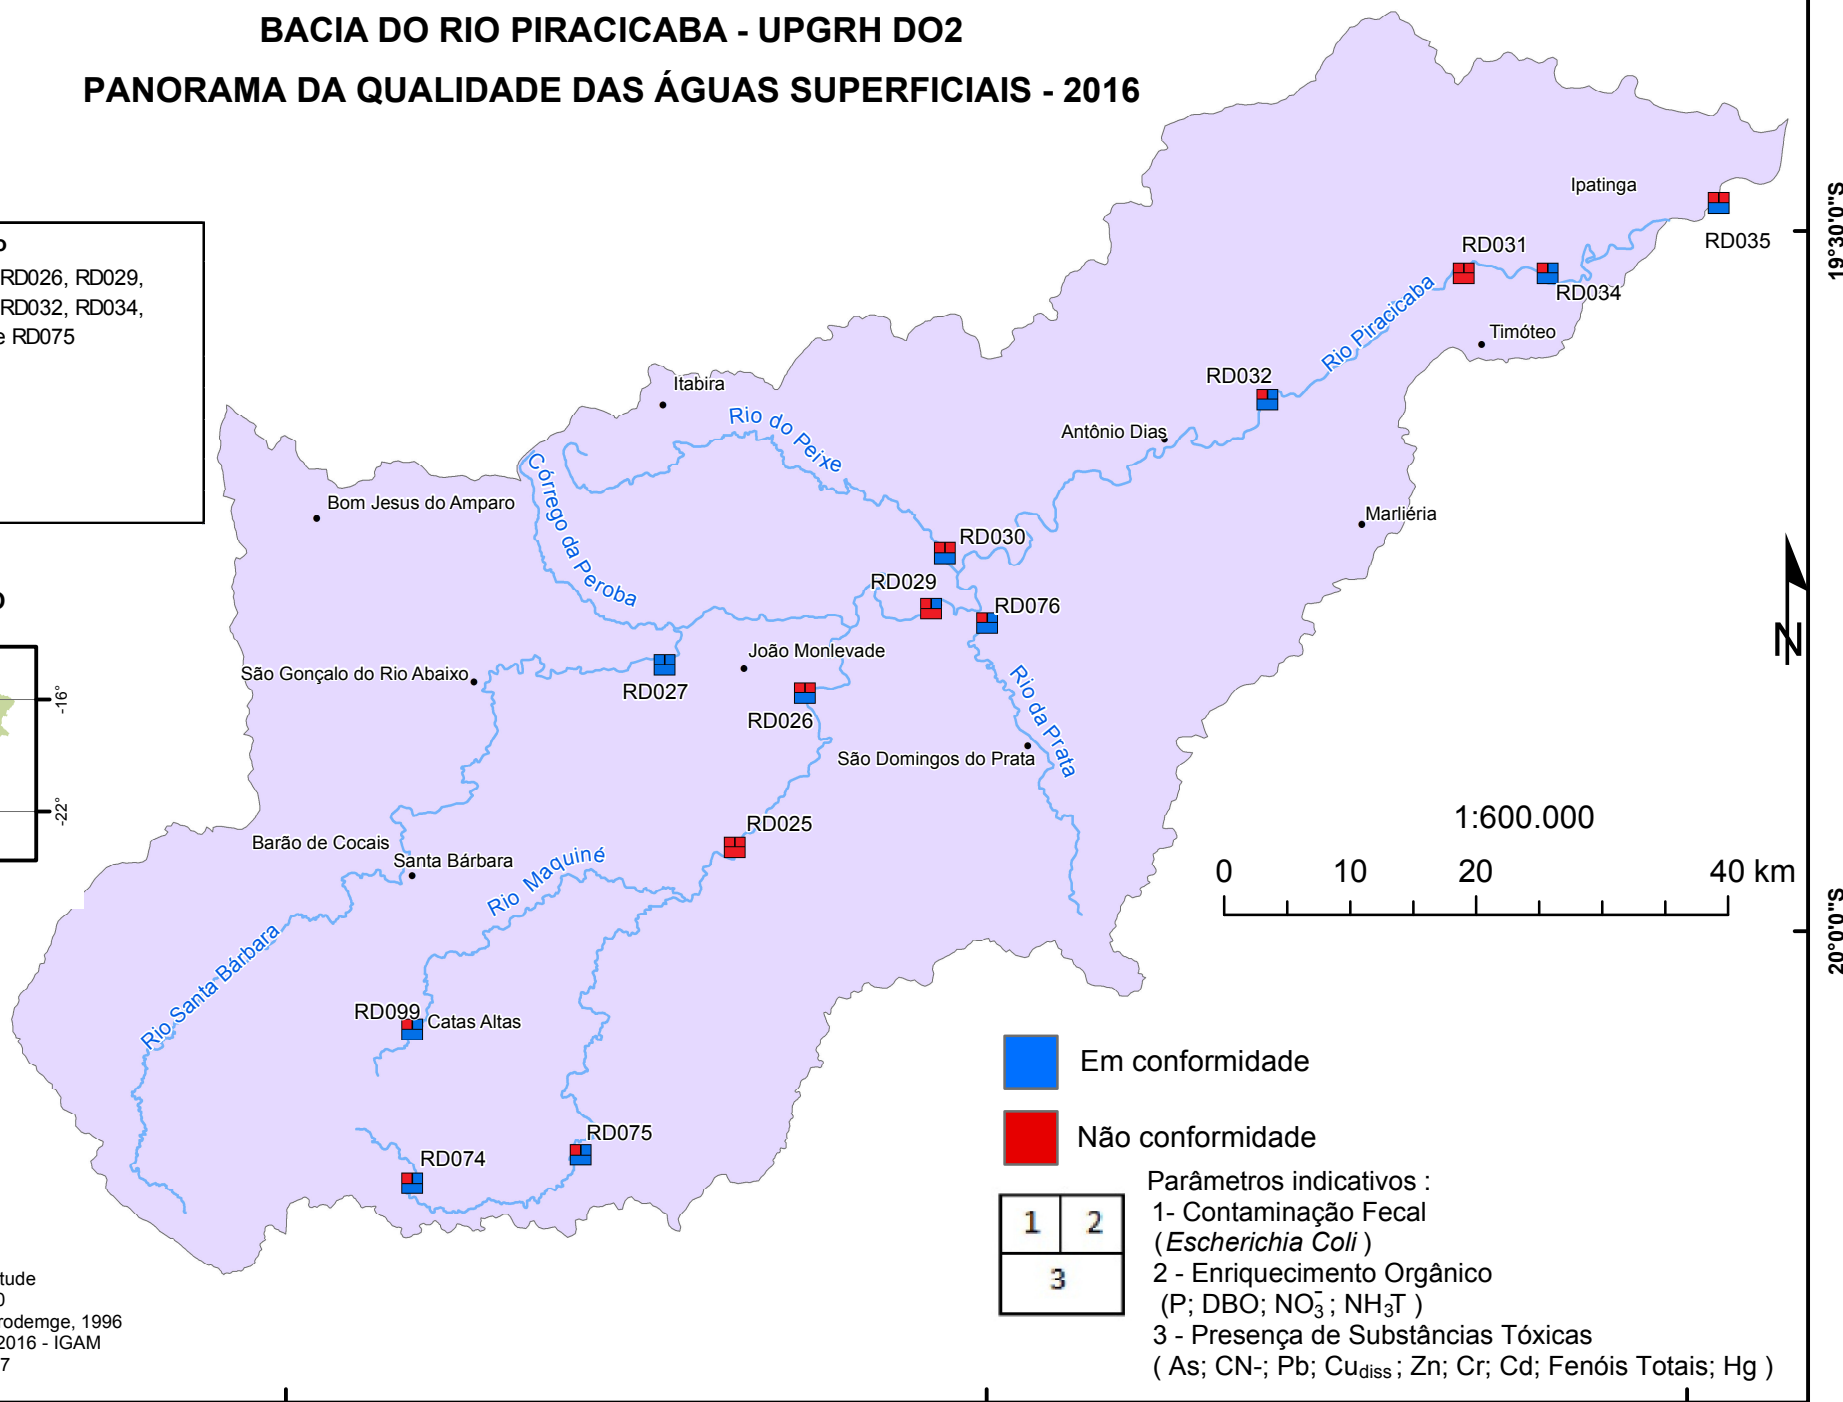 BACIA DO RIO PIRACICABA - UPGRH DO2
PANORAMA DA QUALIDADE DAS ÁGUAS SUPERFICIAIS - 2016
RD026, RD029,
RD032, RD034,
e RD075
-16°
-22°
Ipatinga
RD035
RD031
RD034
Rio Piracicaba
Timóteo
RD032
Itabira
Rio do Peixe
Antônio Dias
Córrego da Peroba
Bom Jesus do Amparo
Marliéria
RD030
RD029
RD076
João Monlevade
São Gonçalo do Rio Abaixo
RD027
RD026
Rio da Prata
São Domingos do Prata
RD025
Barão de Cocais
Santa Bárbara
Rio Maquiné
Rio Santa Bárbara
RD099
Catas Altas
RD075
RD074
19°30'0"S
N
1:600.000
0 10 20 40 km
20°0'0"S
Em conformidade
Não conformidade
1 2
3
Parâmetros indicativos :
1- Contaminação Fecal
(Escherichia Coli )
2 - Enriquecimento Orgânico
(P; DBO; NO₃⁻ ; NH₃T )
3 - Presença de Substâncias Tóxicas
( As; CN-; Pb; Cudiss ; Zn; Cr; Cd; Fenóis Totais; Hg )
tude
0
rodemge, 1996
2016 - IGAM
7